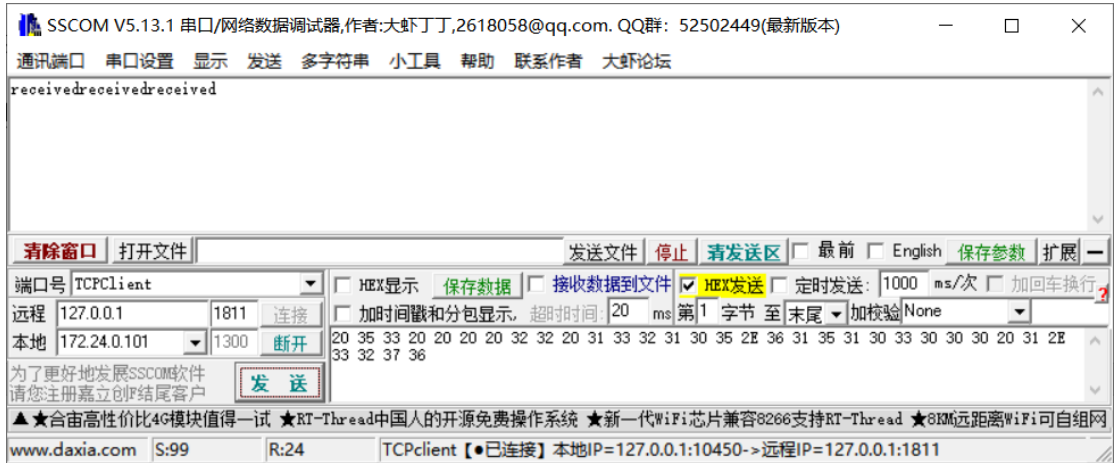 SSCOM V5.13.1 串口/网络数据调试器,作者:大虾丁丁,2618058@qq.com. QQ群：52502449(最新版本)
通讯端口 串口设置 显示 发送 多字符串 小工具 帮助 联系作者 大虾论坛
receivedreceivedreceived
清除窗口 打开文件 发送文件 停止 清发送区 最前 English 保存参数 扩展 —
端口号 TCPClient HEX显示 保存数据 接收数据到文件 HEX发送 定时发送: 1000 ms/次 加回车换行
远程 127.0.0.1 1811 连接 加时间戳和分包显示, 超时时间: 20 ms 第 1 字节 至 末尾 加校验 None
本地 172.24.0.101 1300 断开 20 35 33 20 20 20 20 32 32 20 31 33 32 31 30 35 2E 36 31 35 31 30 33 30 30 30 20 31 2E
33 32 37 36
为了更好地发展SSCOM软件
请您注册嘉立创F结尾客户
发 送
▲★合宙高性价比4G模块值得一试 ★RT-Thread中国人的开源免费操作系统 ★新一代WiFi芯片兼容8266支持RT-Thread ★8KM远距离WiFi可自组网
www.daxia.com S:99 R:24 TCPclient【●已连接】本地IP=127.0.0.1:10450->远程IP=127.0.0.1:1811